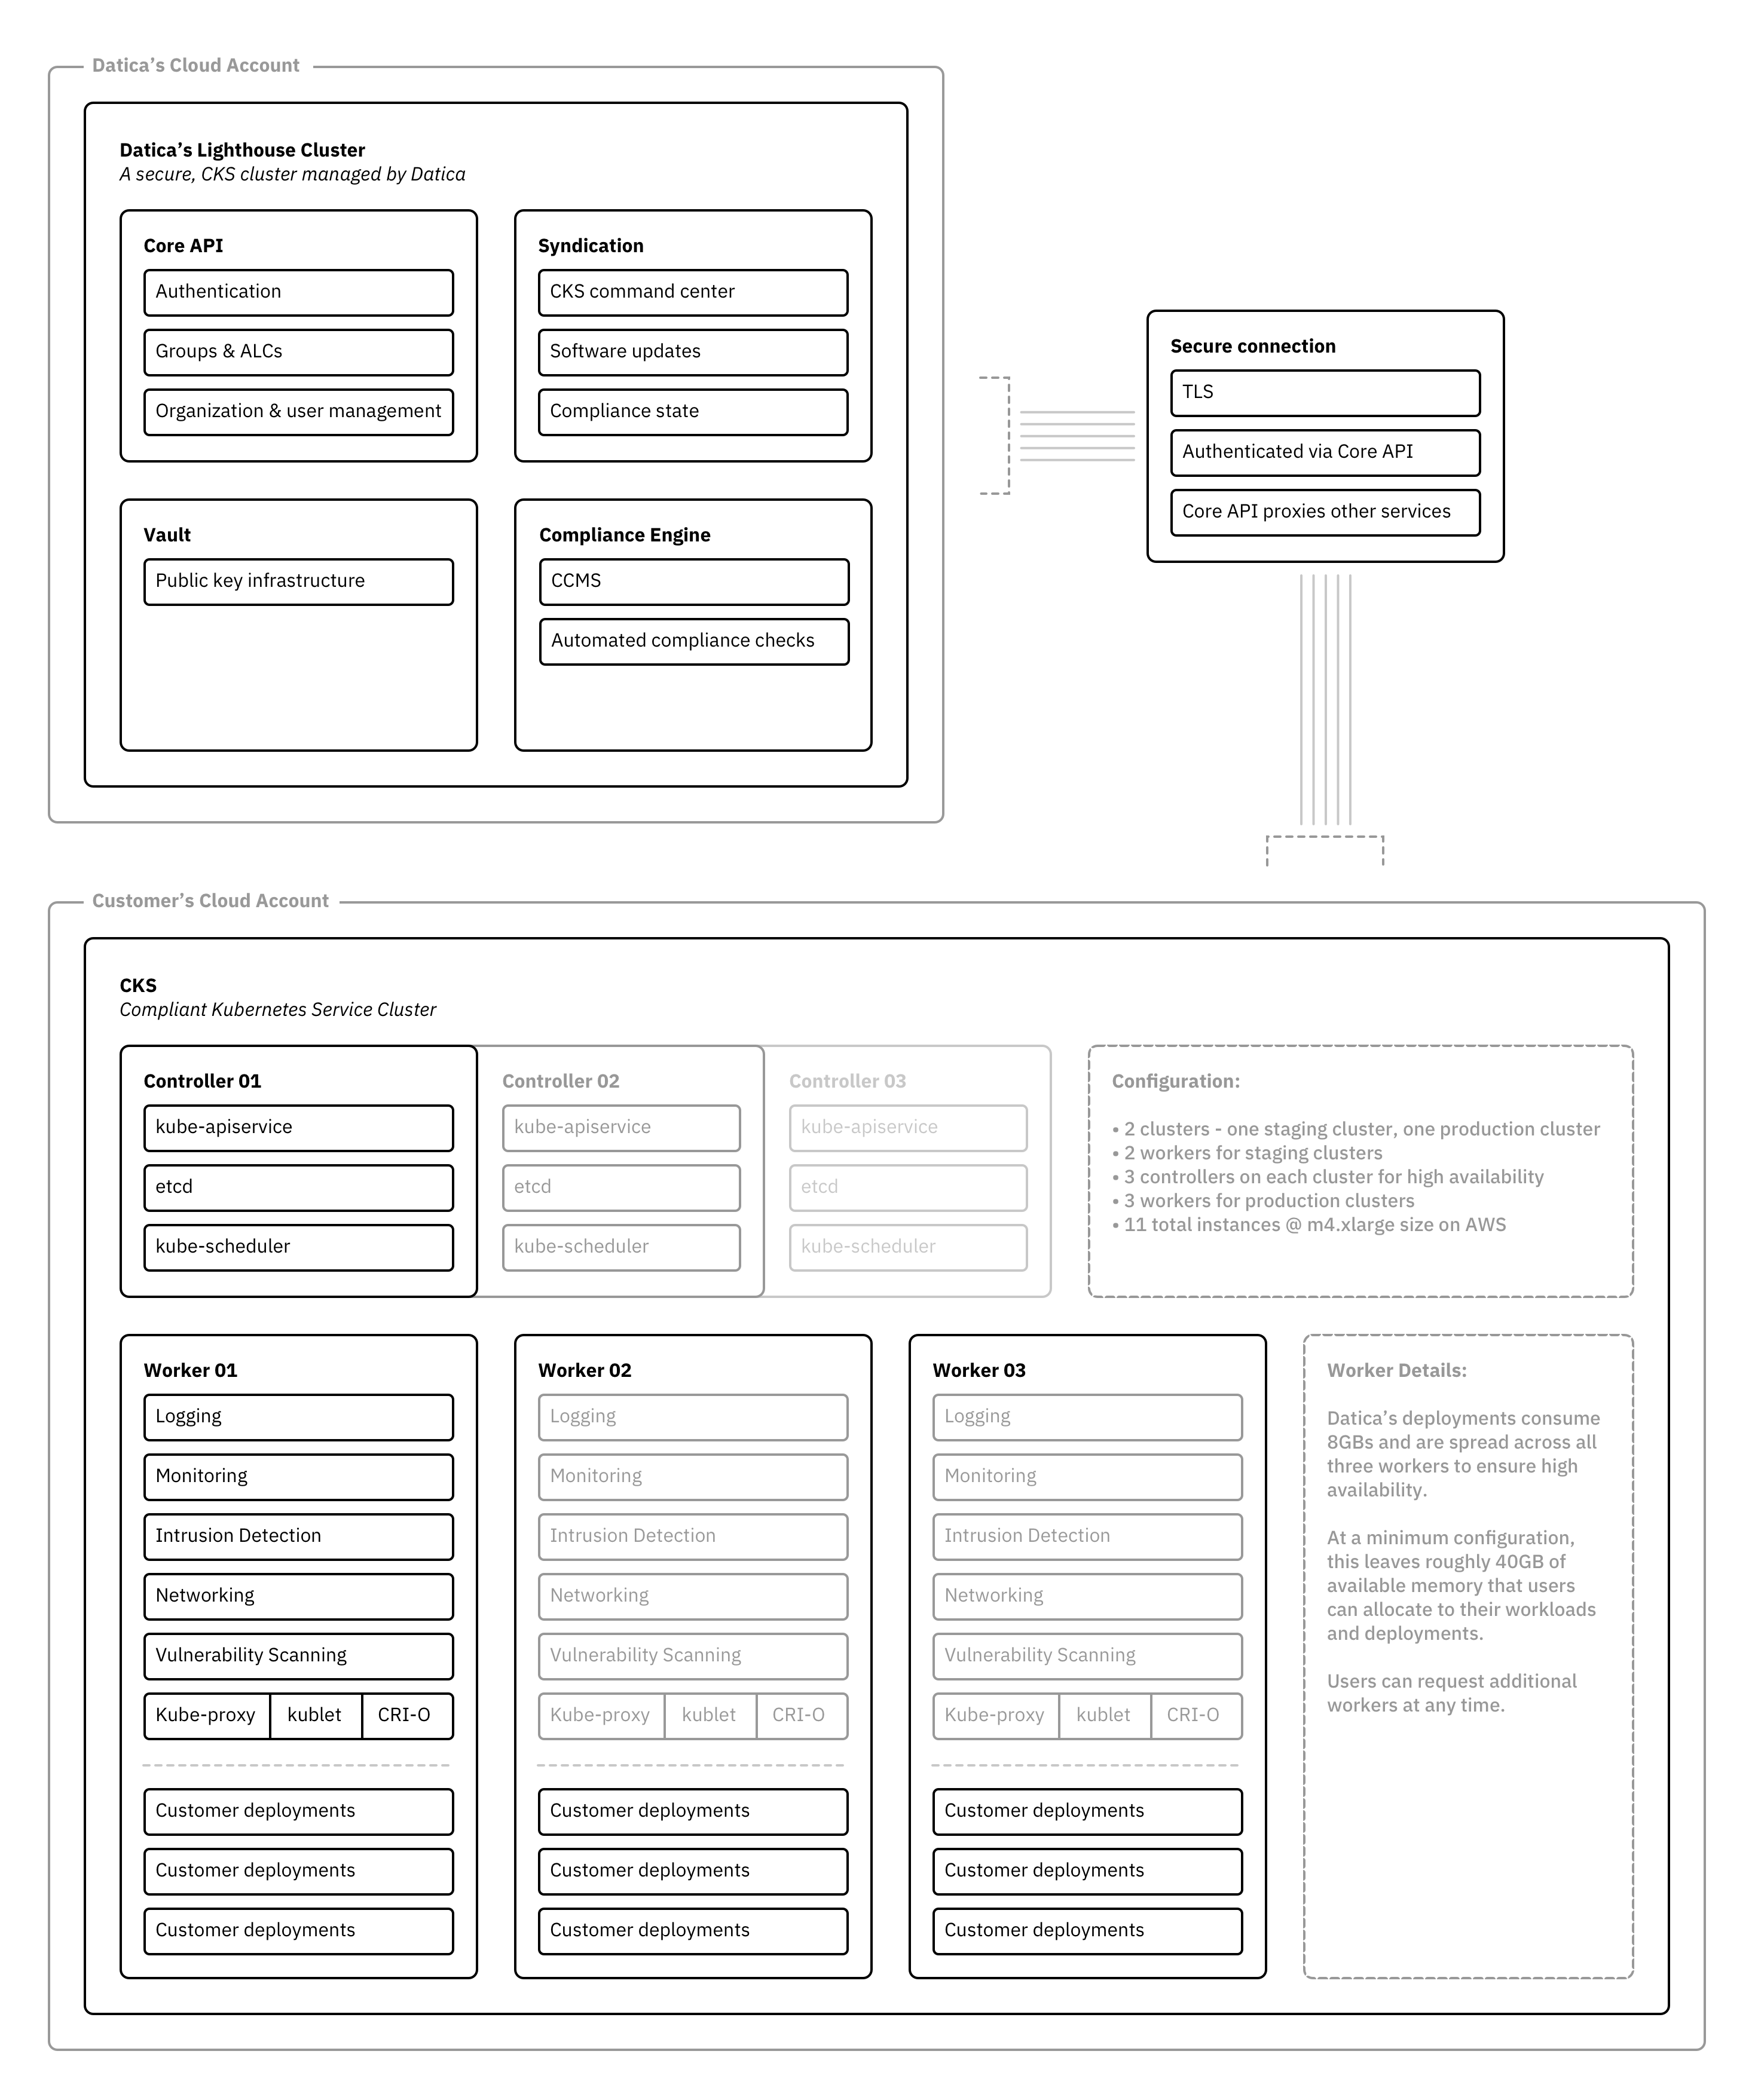 Datica’s Cloud Account
Datica’s Lighthouse Cluster
A secure, CKS cluster managed by Datica
Core API
Authentication
Groups & ALCs
Organization & user management
Syndication
CKS command center
Software updates
Compliance state
Vault
Public key infrastructure
Compliance Engine
CCMS
Automated compliance checks
Secure connection
TLS
Authenticated via Core API
Core API proxies other services
Customer’s Cloud Account
CKS
Compliant Kubernetes Service Cluster
Controller 01
kube-apiservice
etcd
kube-scheduler
Controller 02
kube-apiservice
etcd
kube-scheduler
Controller 03
kube-apiservice
etcd
kube-scheduler
Configuration:
• 2 clusters - one staging cluster, one production cluster
• 2 workers for staging clusters
• 3 controllers on each cluster for high availability
• 3 workers for production clusters
• 11 total instances @ m4.xlarge size on AWS
Worker 01
Logging
Monitoring
Intrusion Detection
Networking
Vulnerability Scanning
Kube-proxy kublet CRI-O
Customer deployments
Customer deployments
Customer deployments
Worker 02
Logging
Monitoring
Intrusion Detection
Networking
Vulnerability Scanning
Kube-proxy kublet CRI-O
Customer deployments
Customer deployments
Customer deployments
Worker 03
Logging
Monitoring
Intrusion Detection
Networking
Vulnerability Scanning
Kube-proxy kublet CRI-O
Customer deployments
Customer deployments
Customer deployments
Worker Details:
Datica’s deployments consume
8GBs and are spread across all
three workers to ensure high
availability.
At a minimum configuration,
this leaves roughly 40GB of
available memory that users
can allocate to their workloads
and deployments.
Users can request additional
workers at any time.